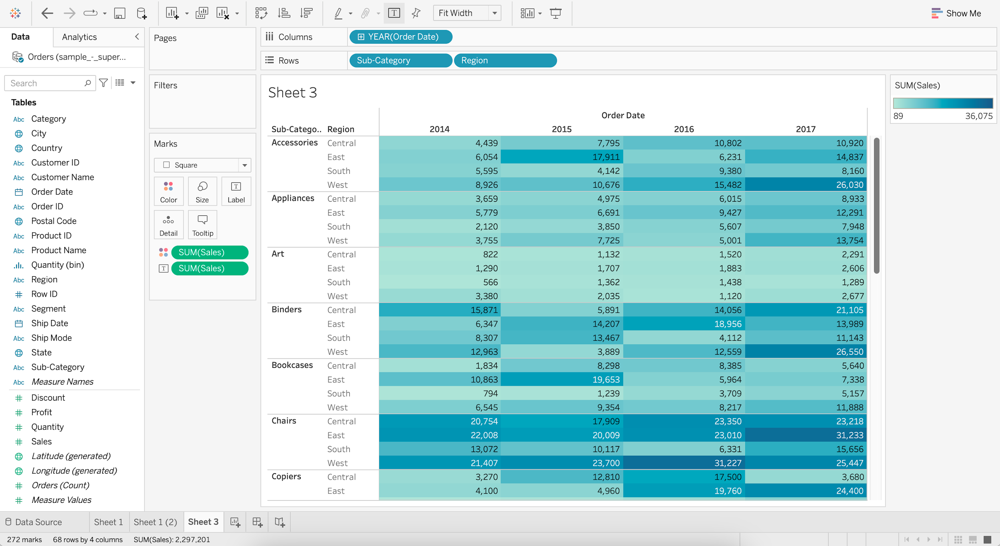 Fit Width
Show Me
Data
Analytics
Orders (sample_-_super...
Search
Tables
Abc Category
City
Country
Abc Customer ID
Abc Customer Name
Order Date
Abc Order ID
Postal Code
Abc Product ID
Abc Product Name
Quantity (bin)
Abc Region
Row ID
Abc Segment
Ship Date
Abc Ship Mode
State
Abc Sub-Category
Abc Measure Names
Discount
Profit
Quantity
Sales
Latitude (generated)
Longitude (generated)
Orders (Count)
Measure Values
Pages
Filters
Marks
Square
Color Size Label
Detail Tooltip
SUM(Sales)
SUM(Sales)
Columns YEAR(Order Date)
Rows Sub-Category Region
Sheet 3
Order Date
Sub-Catego.. Region 2014 2015 2016 2017
Accessories Central 4,439 7,795 10,802 10,920
East 6,054 17,911 6,231 14,837
South 5,595 4,142 9,380 8,160
West 8,926 10,676 15,482 26,030
Appliances Central 3,659 4,975 6,015 8,933
East 5,779 6,691 9,427 12,291
South 2,120 3,850 5,607 7,948
West 3,755 7,725 5,001 13,754
Art Central 822 1,132 1,520 2,291
East 1,290 1,707 1,883 2,606
South 566 1,362 1,438 1,289
West 3,380 2,035 1,120 2,677
Binders Central 15,871 5,891 14,056 21,105
East 6,347 14,207 18,956 13,989
South 8,307 13,467 4,112 11,143
West 12,963 3,889 12,559 26,550
Bookcases Central 1,834 8,298 8,385 5,640
East 10,863 19,653 5,964 7,338
South 794 1,239 3,709 5,157
West 6,545 9,354 8,217 11,888
Chairs Central 20,754 17,909 23,350 23,218
East 22,008 20,009 23,010 31,233
South 13,072 10,117 6,331 15,656
West 21,407 23,700 31,227 25,447
Copiers Central 3,270 12,810 17,500 3,680
East 4,100 4,960 19,760 24,400
SUM(Sales)
89 36,075
Data Source Sheet 1 Sheet 1 (2) Sheet 3
272 marks 68 rows by 4 columns SUM(Sales): 2,297,201